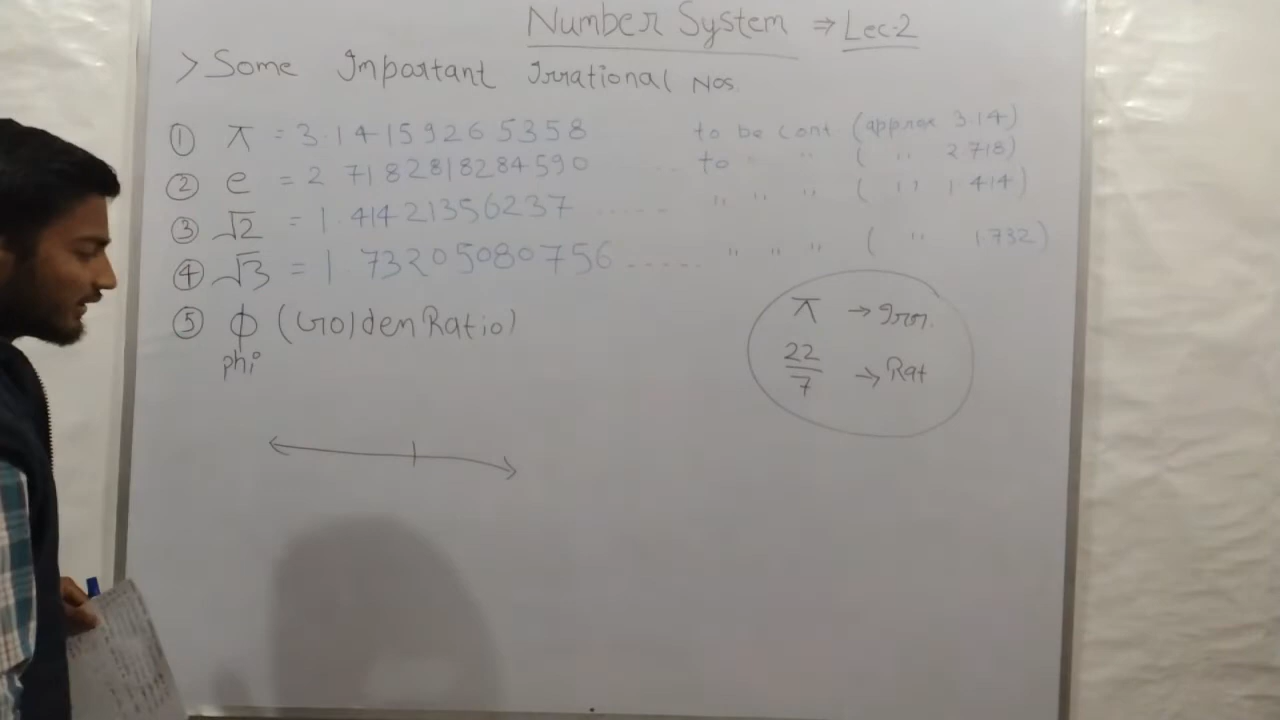 Number System ⇒ Lec-2
> Some Important Irrational Nos.
① π = 3.14159265358 to be cont (approx 3.14)
② e = 2 7182818284590 ..... to " " ( " 2.718)
③ √2 = 1.41421356237 ...... " " " ( " 1.414)
④ √3 = 1 73205080756 ...... " " " ( " 1.732)
⑤ ϕ (Golden Ratio)
phi
π → Irr.
22/7 → Rat